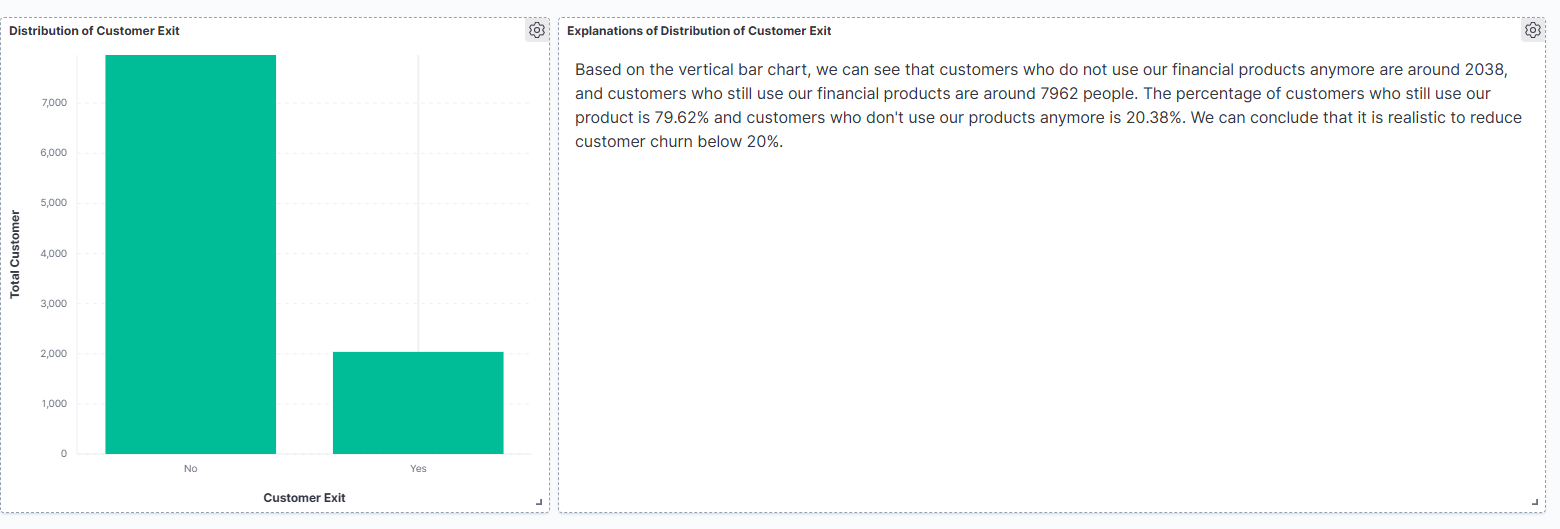 Distribution of Customer Exit
Total Customer
7,000
6,000
5,000
4,000
3,000
2,000
1,000
0
No
Yes
Customer Exit
Explanations of Distribution of Customer Exit
Based on the vertical bar chart, we can see that customers who do not use our financial products anymore are around 2038,
and customers who still use our financial products are around 7962 people. The percentage of customers who still use our
product is 79.62% and customers who don't use our products anymore is 20.38%. We can conclude that it is realistic to reduce
customer churn below 20%.